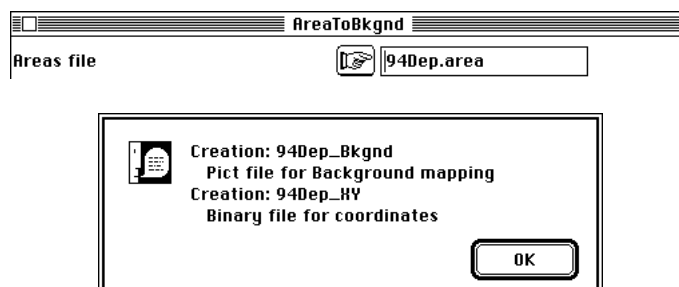 AreaToBkgnd
Areas file 94Dep.area
Creation: 94Dep_Bkgnd
Pict file for Background mapping
Creation: 94Dep_XY
Binary file for coordinates
OK